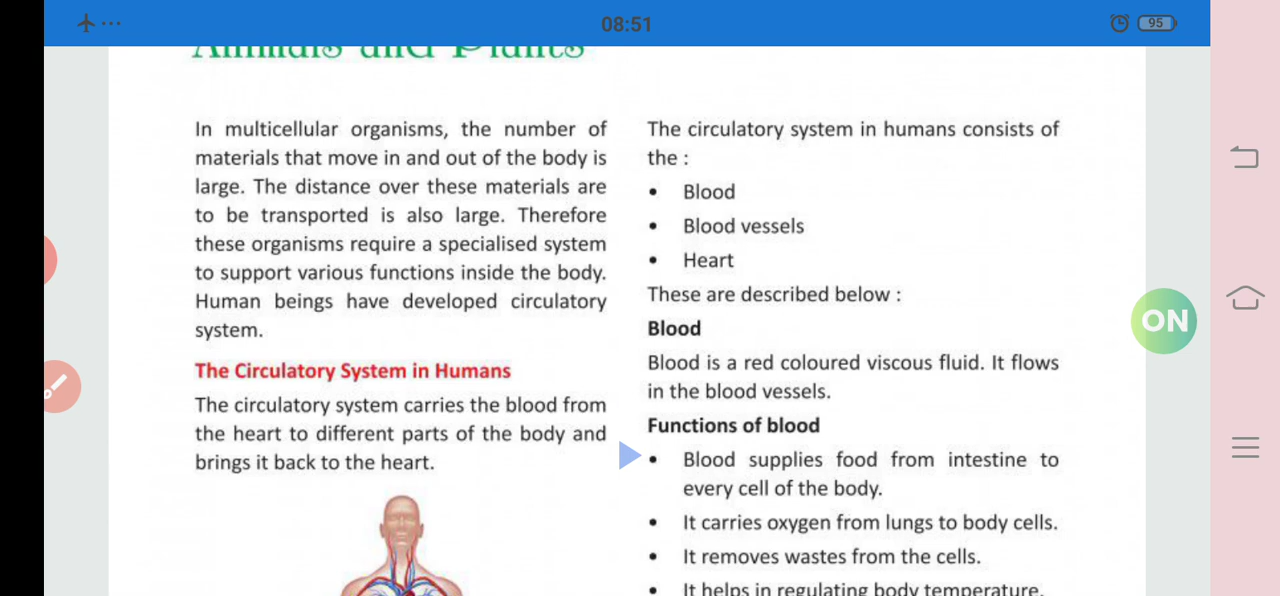 08:51
95
Animals and Plants
In multicellular organisms, the number of
materials that move in and out of the body is
large. The distance over these materials are
to be transported is also large. Therefore
these organisms require a specialised system
to support various functions inside the body.
Human beings have developed circulatory
system.
The Circulatory System in Humans
The circulatory system carries the blood from
the heart to different parts of the body and
brings it back to the heart.
The circulatory system in humans consists of
the :
• Blood
• Blood vessels
• Heart
These are described below :
Blood
Blood is a red coloured viscous fluid. It flows
in the blood vessels.
Functions of blood
• Blood supplies food from intestine to
every cell of the body.
• It carries oxygen from lungs to body cells.
• It removes wastes from the cells.
• It helps in regulating body temperature.
ON